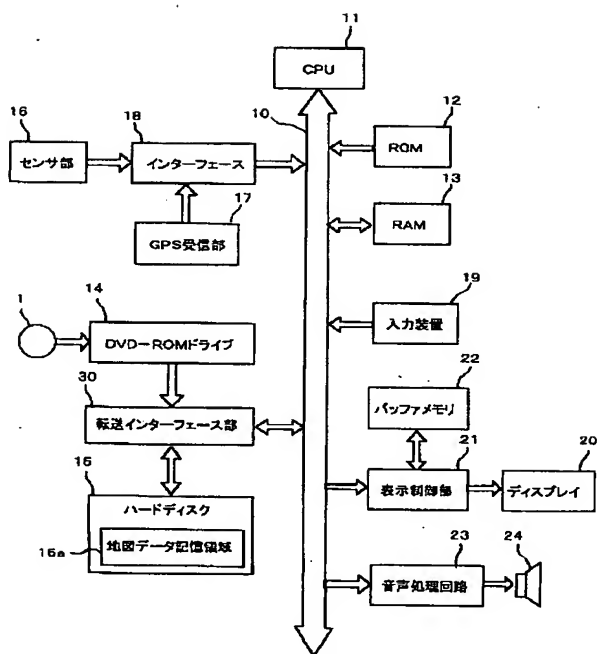 11
CPU
10
12
ROM
13
RAM
16
センサ部
18
インターフェース
17
GPS受信部
19
入力装置
1
14
DVD-ROMドライブ
22
バッファメモリ
30
転送インターフェース部
21
表示制御部
20
ディスプレイ
15
ハードディスク
15a
地図データ記憶領域
23
音声処理回路
24